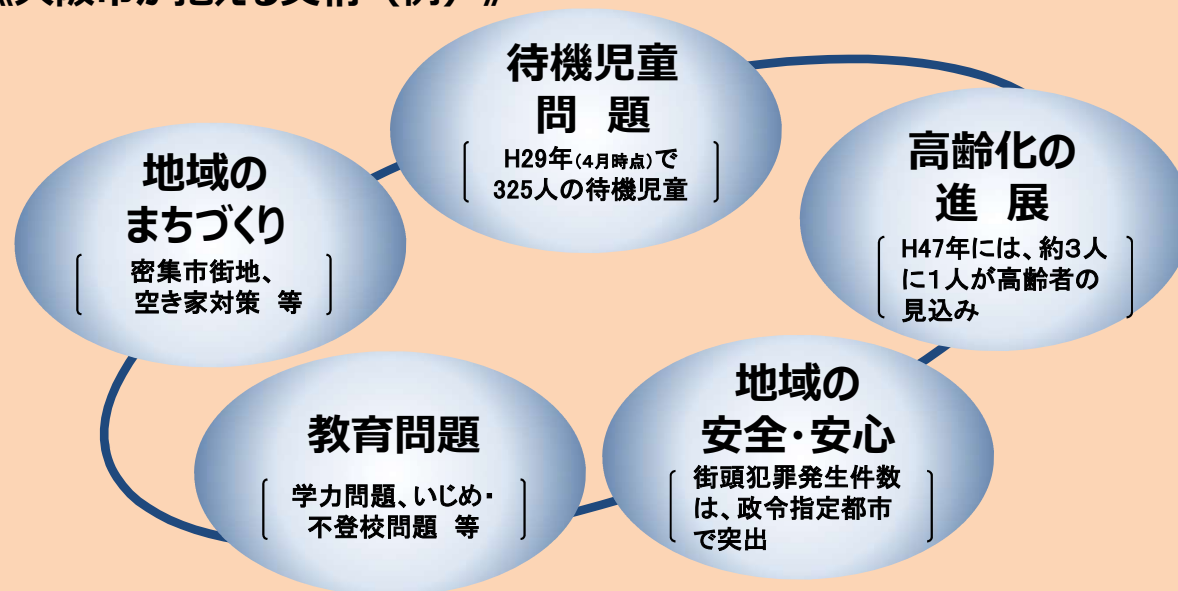 待機児童
問 題
H29年(4月時点)で
325人の待機児童
高齢化の
進 展
H47年には、約3人
に1人が高齢者の
見込み
地域の
安全・安心
街頭犯罪発生件数
は、政令指定都市
で突出
教育問題
学力問題、いじめ・
不登校問題 等
地域の
まちづくり
密集市街地、
空き家対策 等